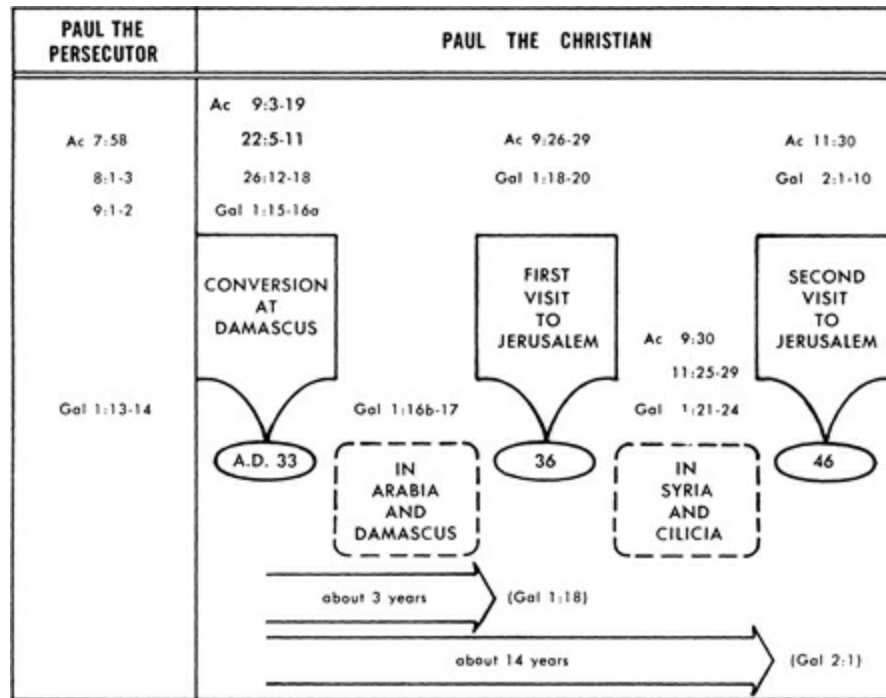 PAUL THE
PERSECUTOR
PAUL THE CHRISTIAN
Ac 7:58
8:1-3
9:1-2
Gal 1:13-14
Ac 9:3-19
22:5-11
26:12-18
Gal 1:15-16a
CONVERSION
AT
DAMASCUS
A.D. 33
Gal 1:16b-17
IN
ARABIA
AND
DAMASCUS
Ac 9:26-29
Gal 1:18-20
FIRST
VISIT
TO
JERUSALEM
36
Ac 9:30
11:25-29
Gal 1:21-24
IN
SYRIA
AND
CILICIA
Ac 11:30
Gal 2:1-10
SECOND
VISIT
TO
JERUSALEM
46
about 3 years
(Gal 1:18)
about 14 years
(Gal 2:1)